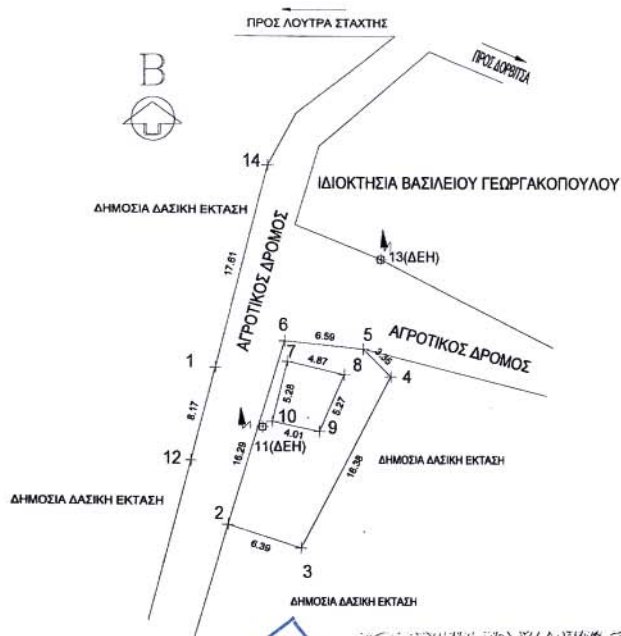 ΠΡΟΣ ΛΟΥΤΡΑ ΣΤΑΧΤΗΣ
ΠΡΟΣ ΔΟΡΒΙΤΣΑ
Β
14
ΙΔΙΟΚΤΗΣΙΑ ΒΑΣΙΛΕΙΟΥ ΓΕΩΡΓΑΚΟΠΟΥΛΟΥ
ΔΗΜΟΣΙΑ ΔΑΣΙΚΗ ΕΚΤΑΣΗ
ΑΓΡΟΤΙΚΟΣ ΔΡΟΜΟΣ
13(ΔΕΗ)
17.61
6
6.59
5
ΑΓΡΟΤΙΚΟΣ ΔΡΟΜΟΣ
3.35
7
4.87
8
4
1
5.28
5.27
8.17
10
4.01
9
11(ΔΕΗ)
16.29
18.38
12
ΔΗΜΟΣΙΑ ΔΑΣΙΚΗ ΕΚΤΑΣΗ
ΔΗΜΟΣΙΑ ΔΑΣΙΚΗ ΕΚΤΑΣΗ
2
6.39
3
ΔΗΜΟΣΙΑ ΔΑΣΙΚΗ ΕΚΤΑΣΗ